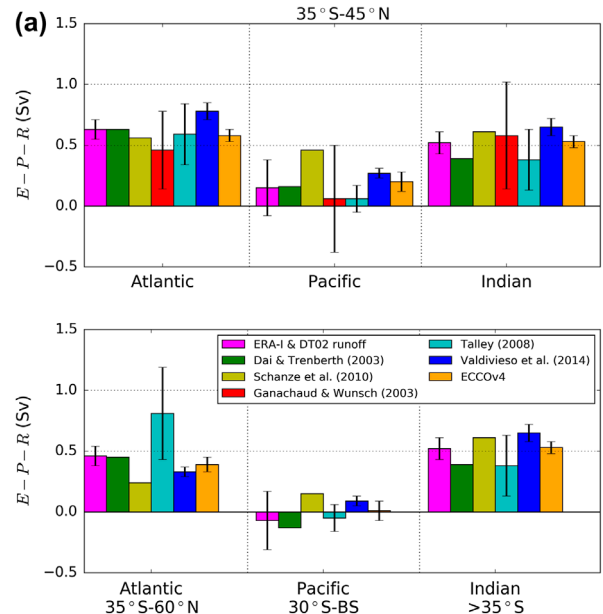 (a)
35°S-45°N
E − P − R (Sv)
1.5
1.0
0.5
0.0
−0.5
Atlantic Pacific Indian
E − P − R (Sv)
1.5
1.0
0.5
0.0
−0.5
ERA-I & DT02 runoff
Dai & Trenberth (2003)
Schanze et al. (2010)
Ganachaud & Wunsch (2003)
Talley (2008)
Valdivieso et al. (2014)
ECCOv4
Atlantic Pacific Indian
35°S-60°N 30°S-BS >35°S